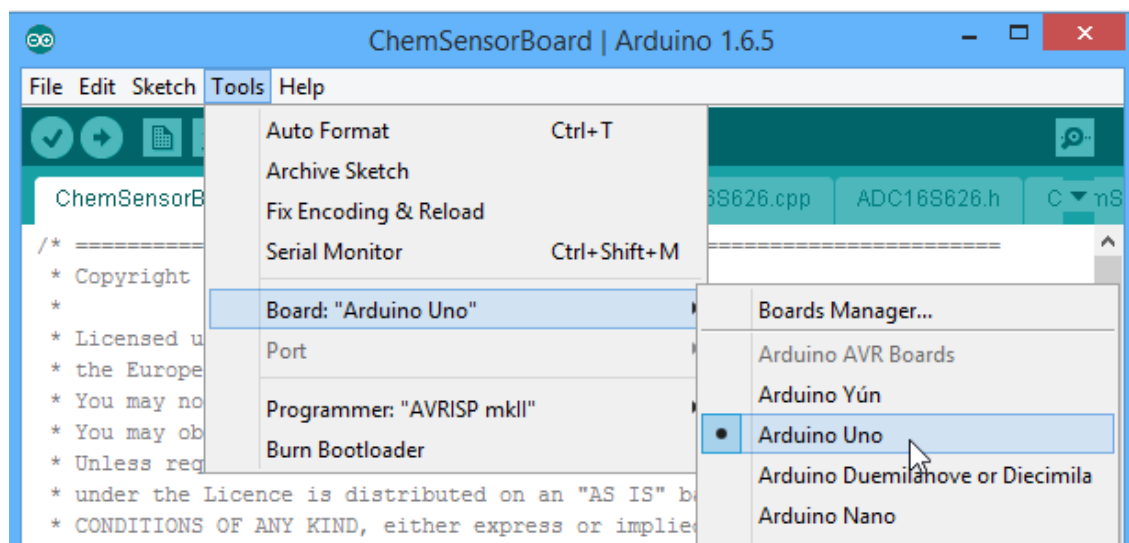 ChemSensorBoard | Arduino 1.6.5
File Edit Sketch Tools Help
Auto Format Ctrl+T
Archive Sketch
Fix Encoding & Reload
Serial Monitor Ctrl+Shift+M
Board: "Arduino Uno"
Port
Programmer: "AVRISP mkII"
Burn Bootloader
Boards Manager...
Arduino AVR Boards
Arduino Yún
Arduino Uno
Arduino Duemilanove or Diecimila
Arduino Nano
ChemSensorB 6S626.cpp ADC16S626.h
/* ========== =======================
* Copyright
*
* Licensed u
* the Europe
* You may no
* You may ob
* Unless req
* under the Licence is distributed on an "AS IS" b
* CONDITIONS OF ANY KIND, either express or implie